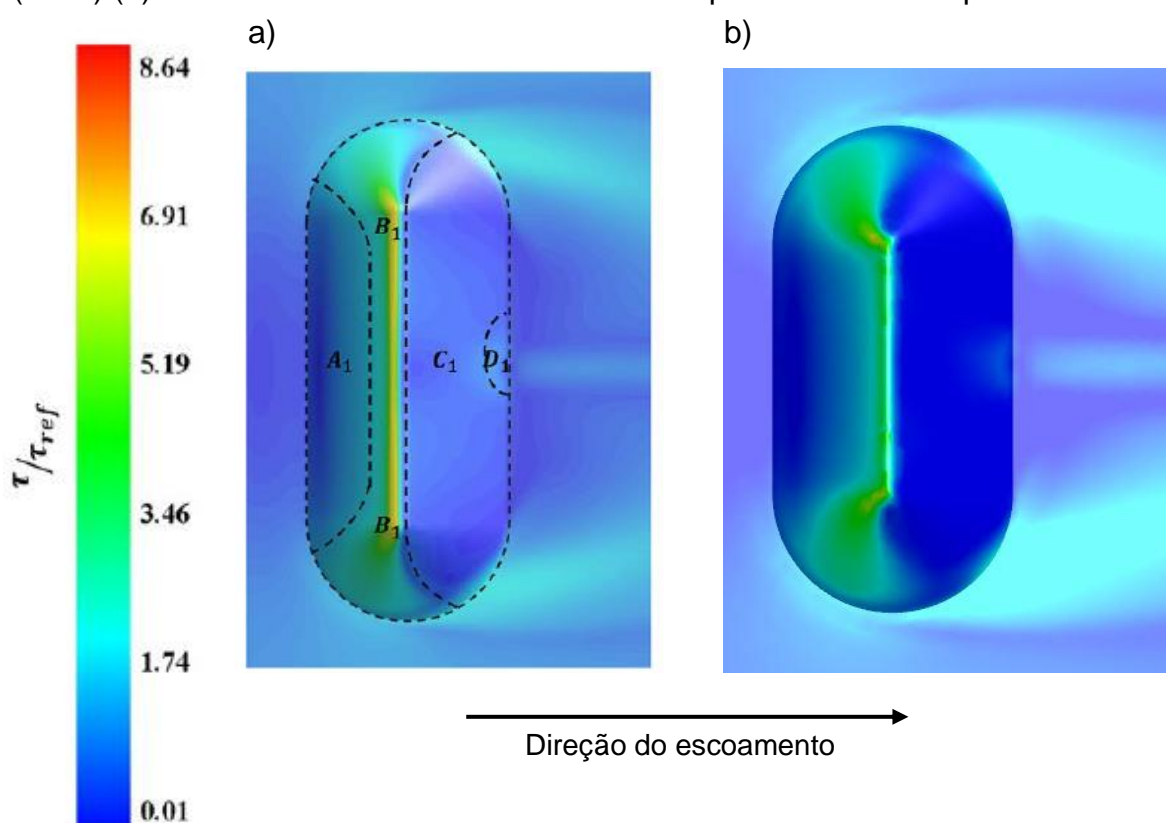 a)
b)
8.64
6.91
5.19
3.46
1.74
0.01
τ/τref
B1
A1
C1
D1
B1
Direção do escoamento